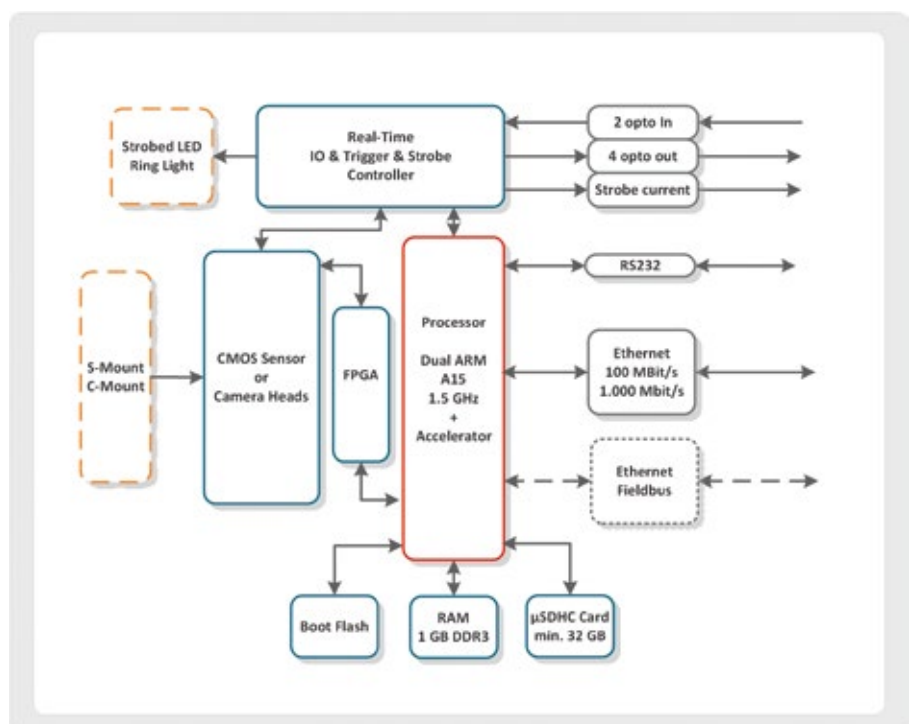 Strobed LED
Ring Light
Real-Time
IO & Trigger & Strobe
Controller
2 opto In
4 opto out
Strobe current
RS232
S-Mount
C-Mount
CMOS Sensor
or
Camera Heads
FPGA
Processor
Dual ARM
A15
1.5 GHz
+
Accelerator
Ethernet
100 MBit/s
1.000 Mbit/s
Ethernet
Fieldbus
Boot Flash
RAM
1 GB DDR3
µSDHC Card
min. 32 GB